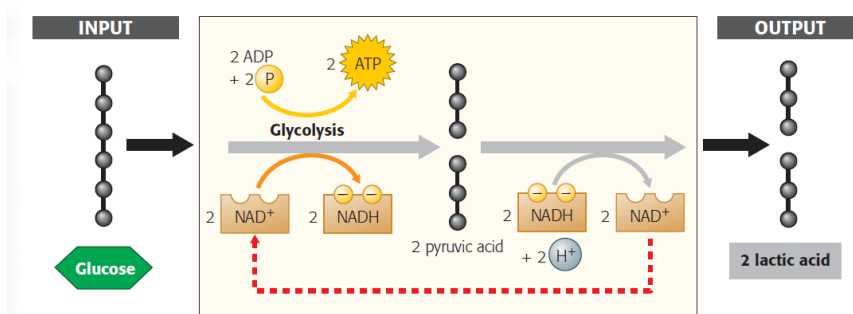 INPUT
OUTPUT
2 ADP
+ 2 P
2 ATP
Glycolysis
2 NAD+
2 NADH
2 pyruvic acid
2 NADH
+ 2 H+
2 NAD+
Glucose
2 lactic acid